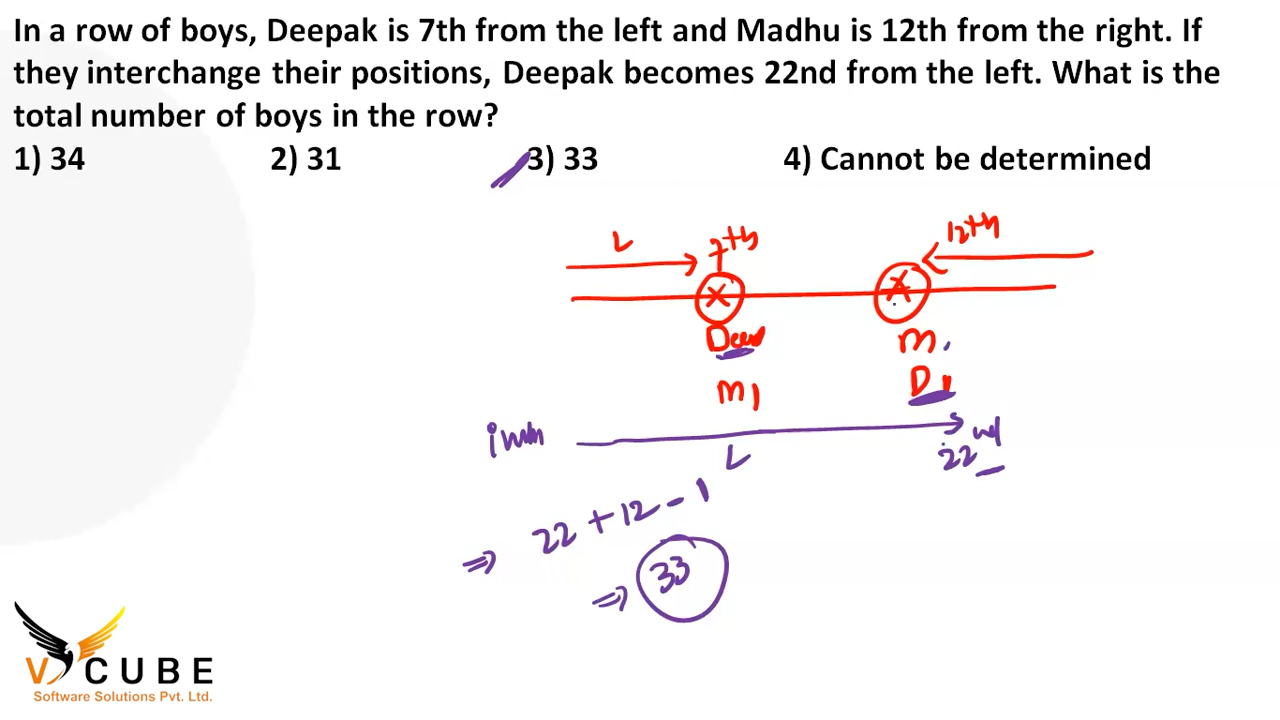 In a row of boys, Deepak is 7th from the left and Madhu is 12th from the right. If
they interchange their positions, Deepak becomes 22nd from the left. What is the
total number of boys in the row?
1) 34 2) 31 3) 33 4) Cannot be determined
L 7th 12th
m
m D
L 22
⇒ 22 + 12 - 1
⇒ 33
V CUBE
Software Solutions Pvt. Ltd.